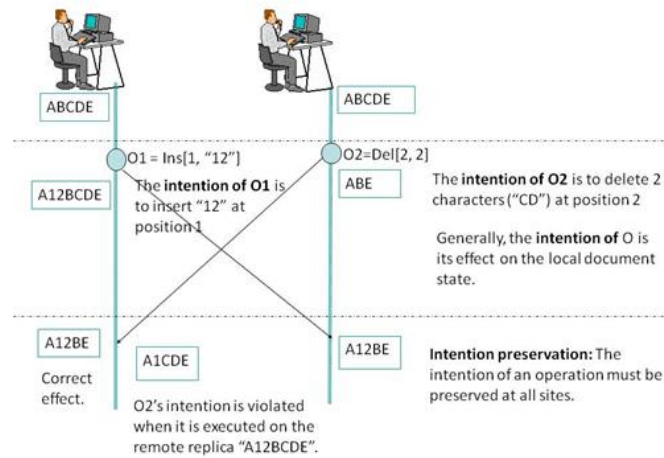 ABCDE
ABCDE
O1 = Ins[1, “12”]
O2=Del[2, 2]
A12BCDE
The intention of O1 is
to insert “12” at
position 1
ABE
The intention of O2 is to delete 2
characters (“CD”) at position 2
Generally, the intention of O is
its effect on the local document
state.
A12BE
Correct
effect.
A1CDE
O2’s intention is violated
when it is executed on the
remote replica “A12BCDE”.
A12BE
Intention preservation: The
intention of an operation must be
preserved at all sites.